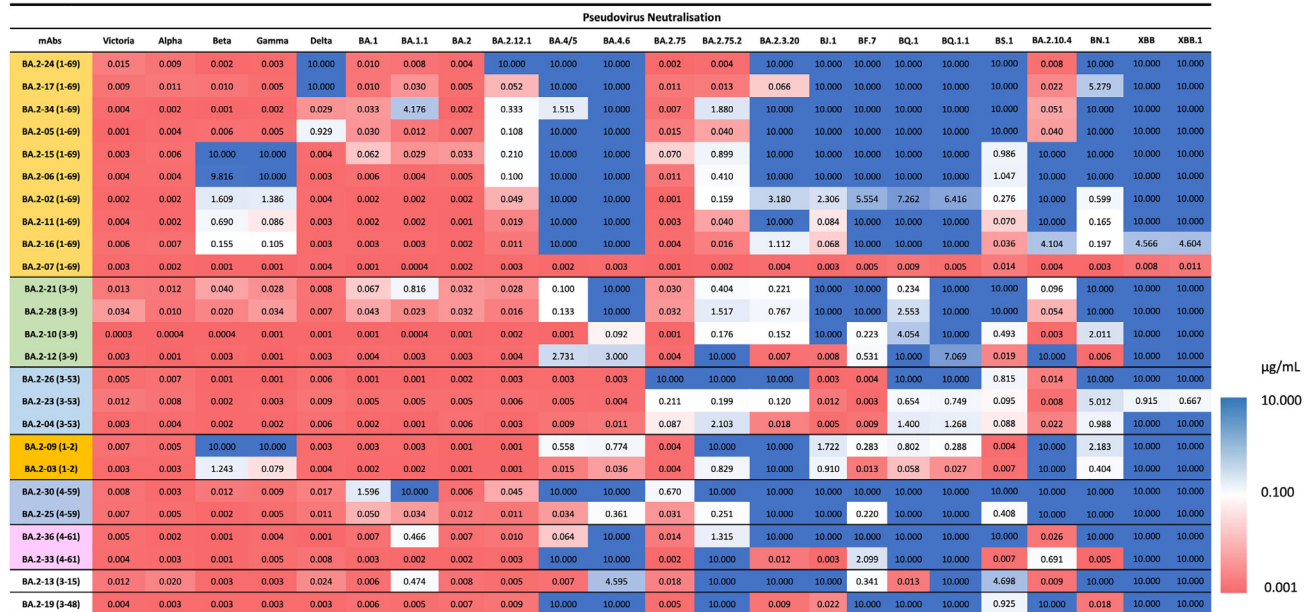 Pseudovirus Neutralisation
mAbs Victoria Alpha Beta Gamma Delta BA.1 BA.1.1 BA.2 BA.2.12.1 BA.4/5 BA.4.6 BA.2.75 BA.2.75.2 BA.2.3.20 BJ.1 BF.7 BQ.1 BQ.1.1 BS.1 BA.2.10.4 BN.1 XBB XBB.1
BA.2-24 (1-69) 0.015 0.009 0.002 0.003 10.000 0.010 0.008 0.004 10.000 10.000 10.000 0.002 0.004 10.000 10.000 10.000 10.000 10.000 10.000 0.008 10.000 10.000 10.000
BA.2-17 (1-69) 0.009 0.011 0.010 0.005 10.000 0.010 0.030 0.005 0.052 10.000 10.000 0.011 0.013 0.066 10.000 10.000 10.000 10.000 10.000 0.022 5.279 10.000 10.000
BA.2-34 (1-69) 0.004 0.002 0.001 0.002 0.029 0.033 4.176 0.007 0.333 1.515 10.000 0.007 1.880 10.000 10.000 10.000 10.000 10.000 10.000 0.051 10.000 10.000 10.000
BA.2-05 (1-69) 0.001 0.004 0.006 0.005 0.929 0.030 0.012 0.007 0.108 10.000 10.000 0.015 0.040 10.000 10.000 10.000 10.000 10.000 10.000 0.040 10.000 10.000 10.000
BA.2-15 (1-69) 0.003 0.006 10.000 10.000 0.004 0.062 0.029 0.033 0.210 10.000 10.000 0.070 0.899 10.000 10.000 10.000 10.000 10.000 0.986 10.000 10.000 10.000 10.000
BA.2-06 (1-69) 0.004 0.004 9.816 10.000 0.003 0.006 0.004 0.005 0.100 10.000 10.000 0.011 0.410 10.000 10.000 10.000 10.000 10.000 1.047 10.000 10.000 10.000 10.000
BA.2-02 (1-69) 0.002 0.002 1.609 1.386 0.004 0.002 0.002 0.002 0.049 10.000 10.000 0.001 0.159 3.180 2.306 5.554 7.262 6.416 0.276 10.000 0.599 10.000 10.000
BA.2-11 (1-69) 0.004 0.002 0.690 0.086 0.003 0.002 0.002 0.001 0.019 10.000 10.000 0.003 0.040 10.000 0.084 10.000 10.000 10.000 0.070 10.000 0.165 10.000 10.000
BA.2-16 (1-69) 0.006 0.007 0.155 0.105 0.003 0.003 0.003 0.002 0.011 10.000 10.000 0.004 0.016 1.112 0.068 10.000 10.000 10.000 0.036 4.104 0.197 4.566 4.604
BA.2-07 (1-69) 0.003 0.002 0.001 0.001 0.004 0.001 0.0004 0.002 0.003 0.002 0.003 0.001 0.002 0.004 0.003 0.005 0.009 0.005 0.014 0.004 0.003 0.008 0.011
BA.2-21 (3-9) 0.013 0.012 0.040 0.028 0.008 0.067 0.816 0.032 0.028 0.100 10.000 0.030 0.404 0.221 10.000 10.000 0.234 10.000 10.000 0.096 10.000 10.000 10.000
BA.2-28 (3-9) 0.034 0.010 0.020 0.034 0.007 0.043 0.023 0.032 0.016 0.133 10.000 0.032 1.517 0.767 10.000 10.000 2.553 10.000 10.000 0.054 10.000 10.000 10.000
BA.2-10 (3-9) 0.0003 0.0004 0.0004 0.001 0.001 0.001 0.0004 0.001 0.002 0.001 0.092 0.001 0.176 0.152 10.000 0.223 4.054 10.000 0.493 0.003 2.011 10.000 10.000
BA.2-12 (3-9) 0.003 0.001 0.003 0.001 0.003 0.004 0.003 0.003 0.004 2.731 3.000 0.004 10.000 0.007 0.008 0.531 10.000 7.069 0.019 10.000 0.006 10.000 10.000
BA.2-26 (3-53) 0.005 0.007 0.001 0.001 0.006 0.001 0.001 0.002 0.003 0.003 0.003 10.000 10.000 10.000 0.003 0.004 10.000 10.000 0.815 0.014 10.000 10.000 10.000
BA.2-23 (3-53) 0.012 0.008 0.002 0.003 0.009 0.002 0.005 0.005 0.006 0.005 0.004 0.211 0.199 0.120 0.012 0.003 0.654 0.749 0.095 0.008 5.012 0.915 0.667
BA.2-04 (3-53) 0.003 0.003 0.002 0.002 0.006 0.002 0.001 0.006 0.003 0.009 0.011 0.087 2.103 0.018 0.005 0.009 1.400 1.268 0.088 0.022 0.988 10.000 10.000
BA.2-09 (1-2) 0.007 0.005 10.000 10.000 0.003 0.003 0.003 0.001 0.001 0.558 0.774 0.004 10.000 10.000 1.722 0.283 0.802 0.288 0.004 10.000 2.183 10.000 10.000
BA.2-03 (1-2) 0.003 0.003 1.243 0.079 0.004 0.002 0.002 0.001 0.001 0.015 0.036 0.004 0.829 10.000 0.910 0.013 0.058 0.027 0.007 10.000 0.404 10.000 10.000
BA.2-30 (4-59) 0.008 0.003 0.012 0.009 0.017 1.596 10.000 0.006 0.045 10.000 10.000 0.670 10.000 10.000 10.000 10.000 10.000 10.000 10.000 10.000 10.000 10.000 10.000
BA.2-25 (4-59) 0.007 0.005 0.002 0.005 0.011 0.050 0.034 0.012 0.011 0.034 0.361 0.031 0.251 10.000 10.000 0.220 10.000 10.000 0.408 10.000 10.000 10.000 10.000
BA.2-36 (4-61) 0.005 0.002 0.001 0.004 0.001 0.007 0.466 0.007 0.010 0.064 10.000 0.014 1.315 10.000 10.000 10.000 10.000 10.000 10.000 0.026 10.000 10.000 10.000
BA.2-33 (4-61) 0.004 0.003 0.001 0.005 0.008 0.003 0.002 0.002 0.003 10.000 10.000 0.002 10.000 0.012 0.003 2.099 10.000 10.000 0.007 0.691 0.005 10.000 10.000
BA.2-13 (3-15) 0.012 0.020 0.003 0.003 0.024 0.006 0.474 0.008 0.005 0.007 4.595 0.018 10.000 10.000 10.000 0.341 0.013 10.000 4.698 0.009 10.000 10.000 10.000
BA.2-19 (3-48) 0.004 0.003 0.003 0.003 0.003 0.006 0.005 0.007 0.009 10.000 10.000 0.005 10.000 0.009 0.022 10.000 10.000 10.000 0.925 10.000 0.018 10.000 10.000
µg/mL
10.000
0.100
0.001